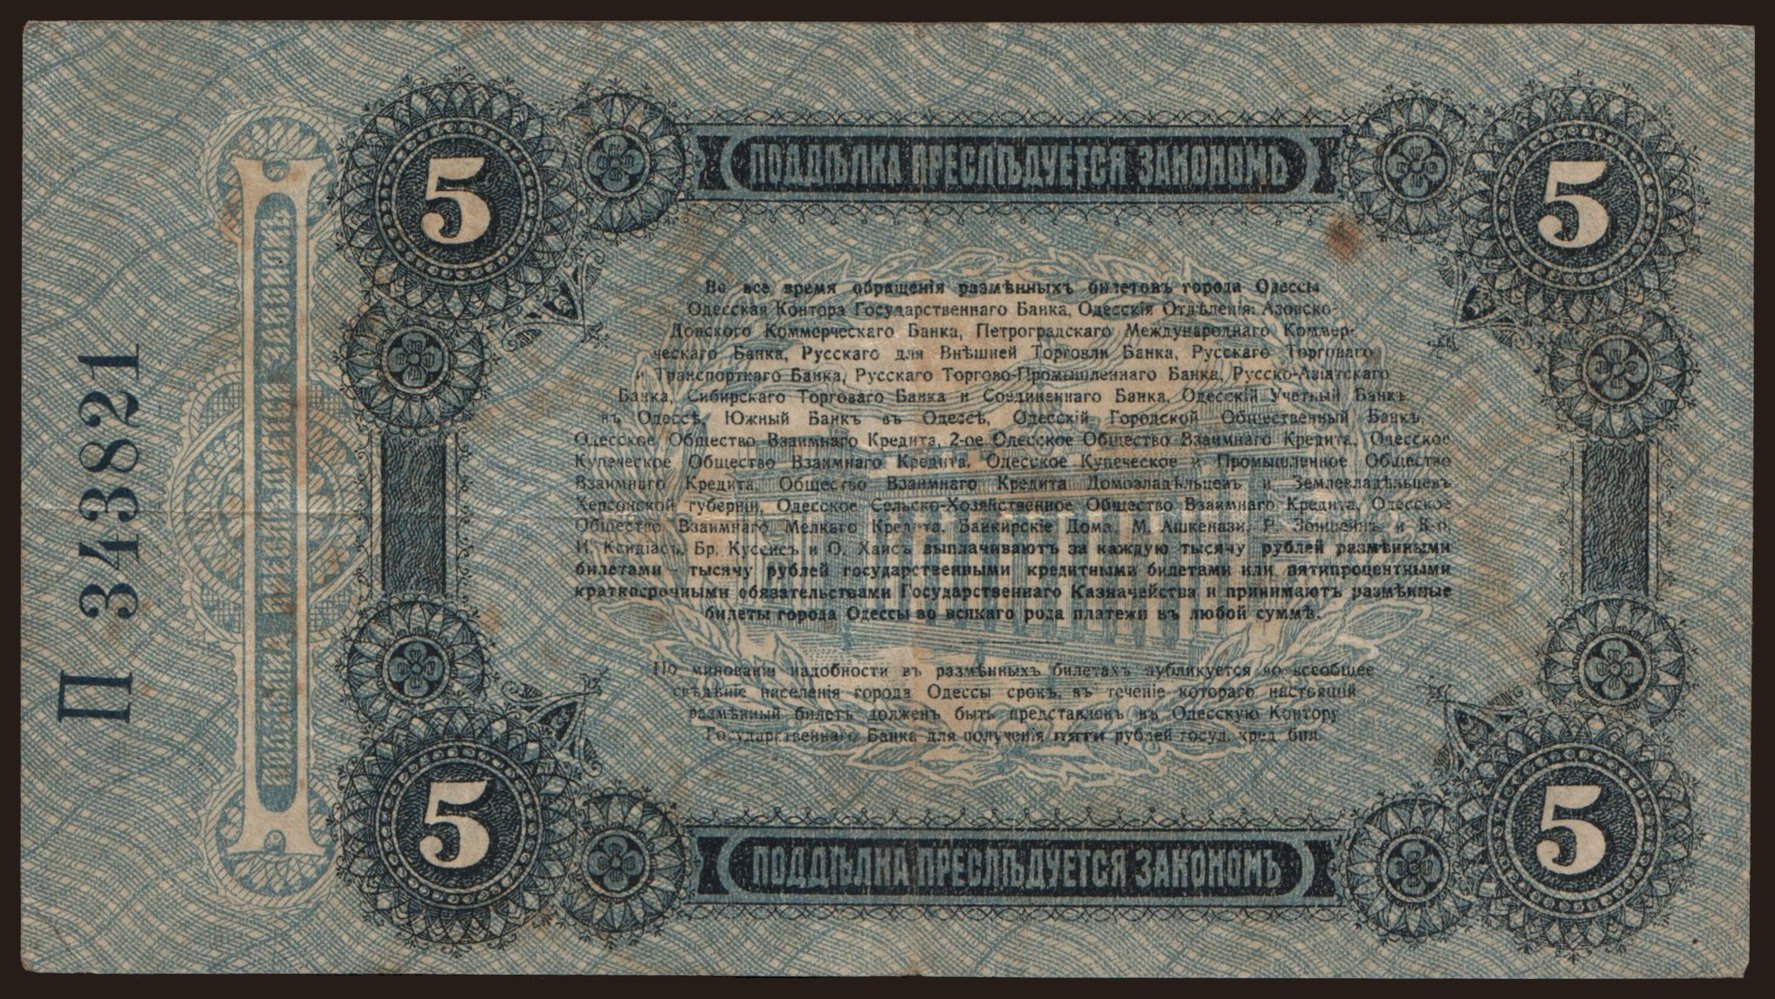 5
ПОДДѢЛКА ПРЕСЛѢДУЕТСЯ ЗАКОНОМЪ
5
Во все время обращенія размѣнныхъ билетовъ города Одессы
Одесская Контора Государственнаго Банка, Одесскія Отдѣленія: Азовско-
Донского Коммерческаго Банка, Петроградскаго Международнаго Коммер-
ческаго Банка, Русскаго для Внѣшней Торговли Банка, Русскаго Торговаго
и Транспортнаго Банка, Русскаго Торгово-Промышленнаго Банка, Русско-Азіатскаго
Банка, Сибирскаго Торговаго Банка и Соединеннаго Банка, Одесскій Учетный Банкъ
въ Одессѣ, Южный Банкъ въ Одессѣ, Одесскій Городской Общественный Банкъ,
Одесское Общество Взаимнаго Кредита, 2-ое Одесское Общество Взаимнаго Кредита, Одесское
Купеческое Общество Взаимнаго Кредита, Одесское Купеческое и Промышленное Общество
Взаимнаго Кредита, Общество Взаимнаго Кредита Домовладѣльцевъ и Землевладѣльцевъ
Херсонской губерніи, Одесское Сельско-Хозяйственное Общество Взаимнаго Кредита, Одесское
Общество Взаимнаго Мелкаго Кредита, Банкирскіе Дома, М. Ашкенази, и К-о,
И. Ксидіасъ, Бр. Кусисъ и О. Хаисъ выплачиваютъ за каждую тысячу рублей размѣнными
билетами - тысячу рублей государственными кредитными билетами или пятипроцентными
краткосрочными обязательствами Государственнаго Казначейства и принимаютъ размѣнные
билеты города Одессы во всякаго рода платежи въ любой суммѣ.
По минованіи надобности въ размѣнныхъ билетахъ публикуется во всеобщее
свѣдѣніе населенія города Одессы срокъ, въ теченіе котораго настоящій
размѣнный билетъ долженъ быть представленъ въ Одесскую Контору
Государственнаго Банка для полученія пяти рублей госуд. кред. бил.
П 343821
5
ПОДДѢЛКА ПРЕСЛѢДУЕТСЯ ЗАКОНОМЪ
5